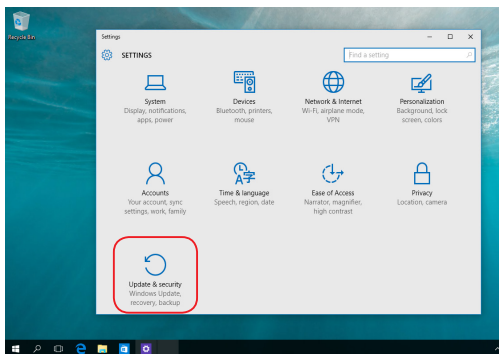 Recycle Bin
Settings
SETTINGS
Find a setting
System
Display, notifications,
apps, power
Devices
Bluetooth, printers,
mouse
Network & Internet
Wi-Fi, airplane mode,
VPN
Personalization
Background, lock
screen, colors
Accounts
Your account, sync
settings, work, family
Time & language
Speech, region, date
Ease of Access
Narrator, magnifier,
high contrast
Privacy
Location, camera
Update & security
Windows Update,
recovery, backup